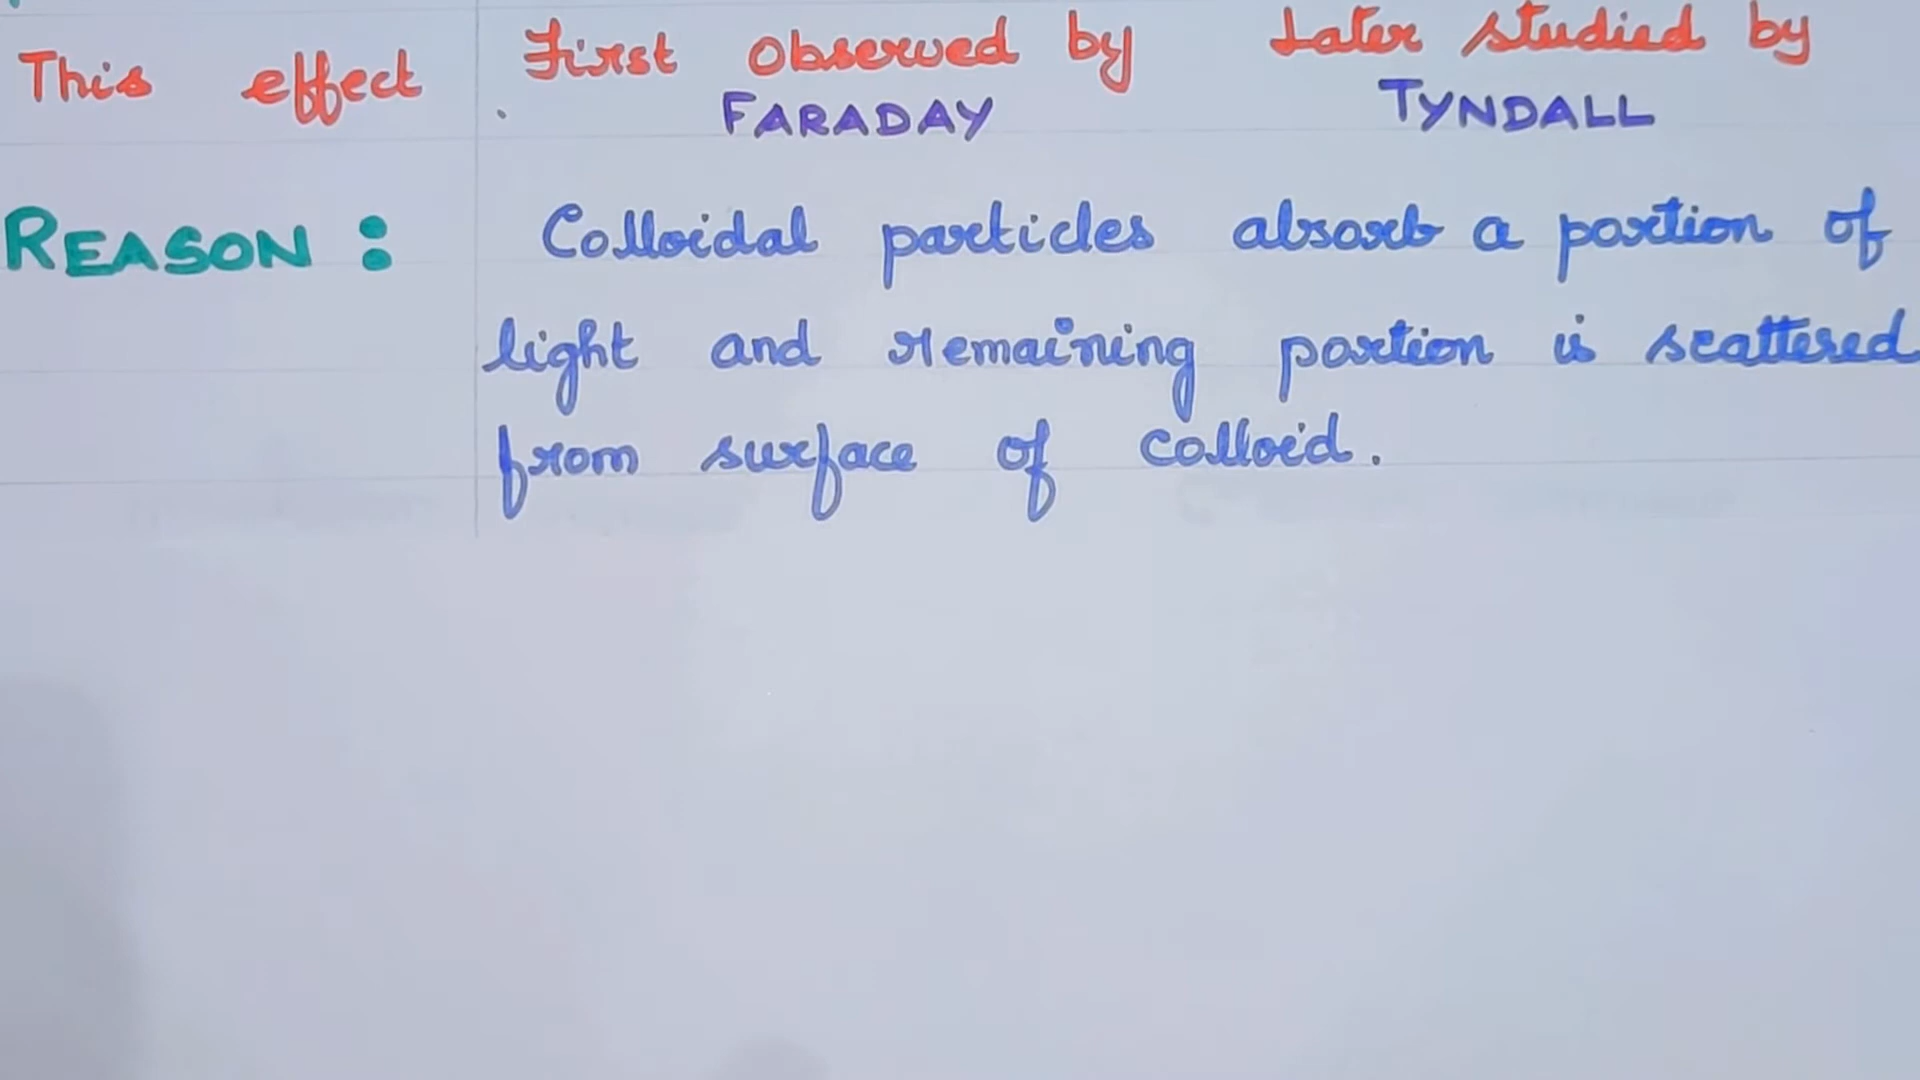 This effect First observed by Later studied by
FARADAY TYNDALL
REASON : Colloidal particles absorb a portion of
light and remaining portion is scattered
from surface of colloid.